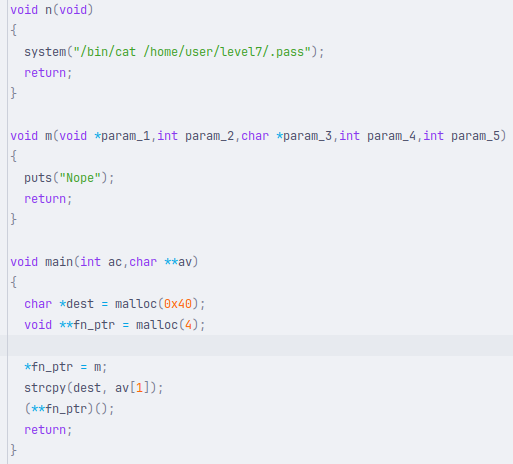 void n(void)
{
  system("/bin/cat /home/user/level7/.pass");
  return;
}
void m(void *param_1,int param_2,char *param_3,int param_4,int param_5)
{
  puts("Nope");
  return;
}
void main(int ac,char **av)
{
  char *dest = malloc(0x40);
  void **fn_ptr = malloc(4);
  *fn_ptr = m;
  strcpy(dest, av[1]);
  (**fn_ptr)();
  return;
}